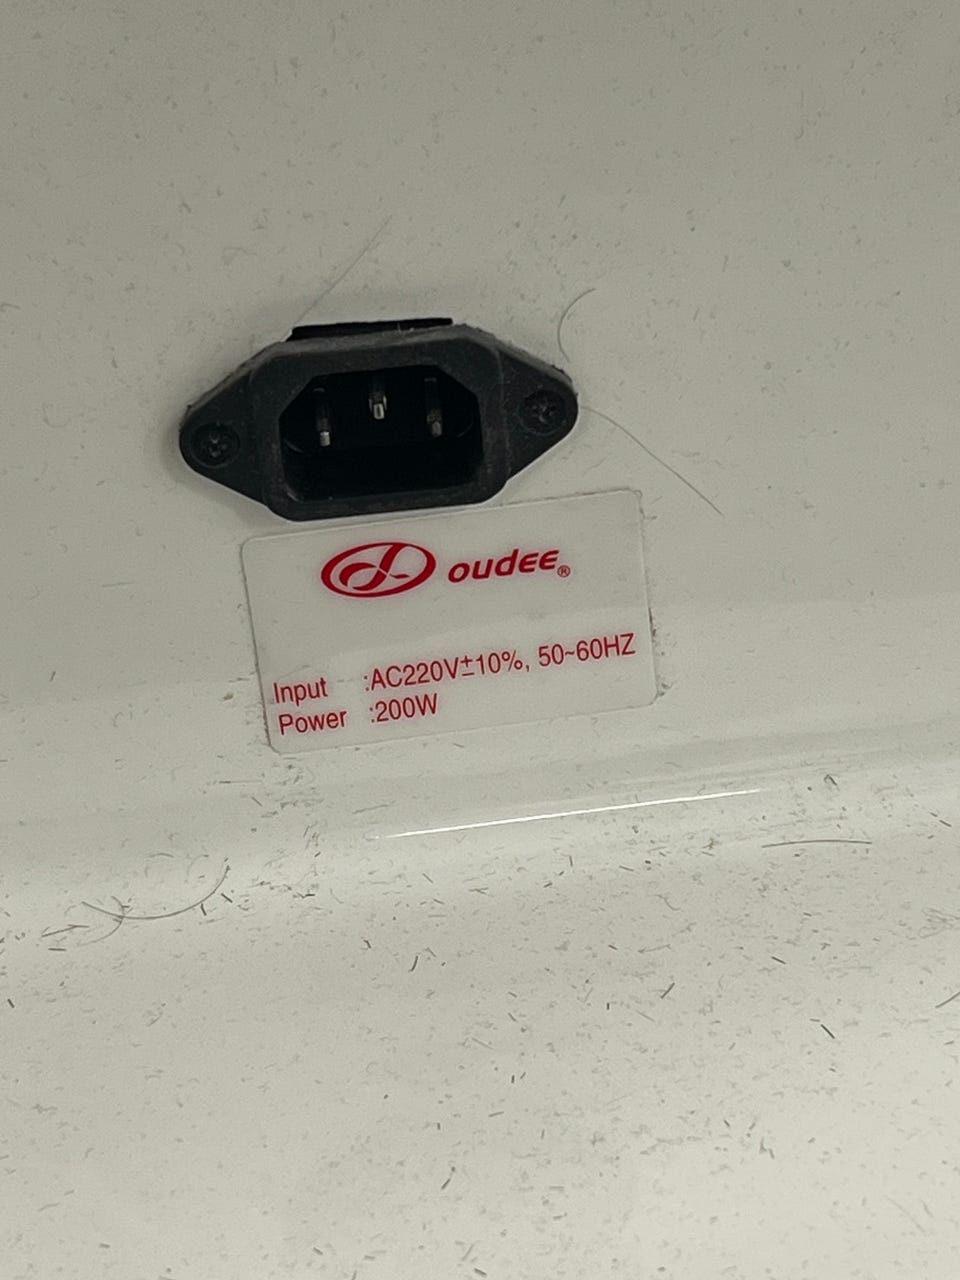 ouDEE®
Input :AC220V±10%, 50~60HZ
Power :200W